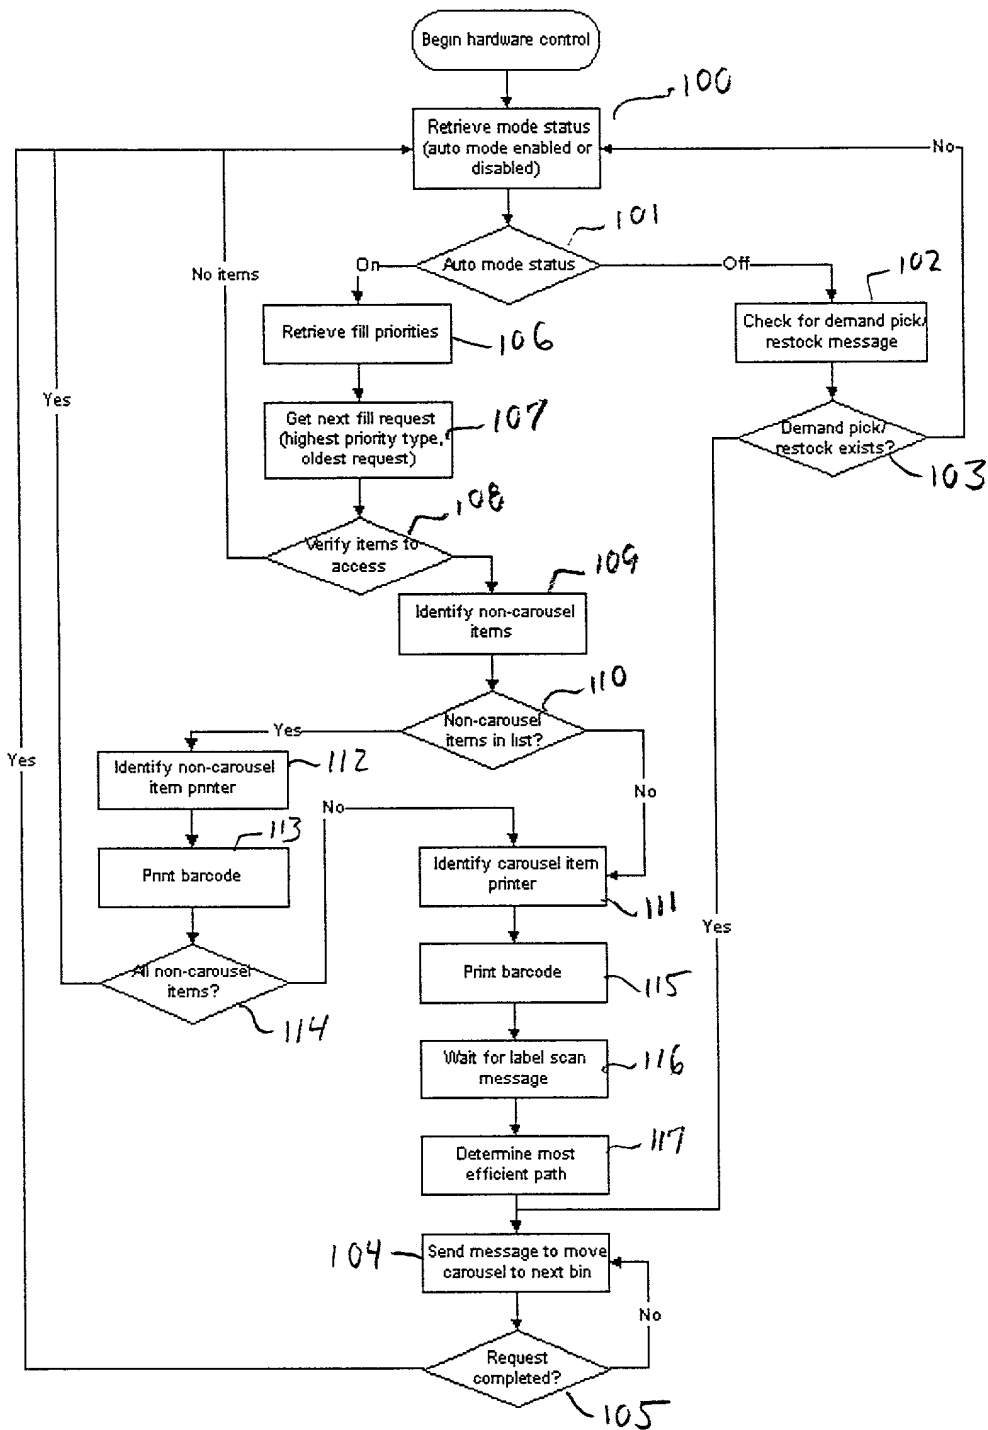 Begin hardware control
100
Retrieve mode status
(auto mode enabled or
disabled)
No
101
Auto mode status
On
Off
No items
102
Check for demand pick/
restock message
Retrieve fill priorities
106
Yes
Get next fill request
(highest priority type,
oldest request)
107
Demand pick/
restock exists?
103
108
Verify items to
access
109
Identify non-carousel
items
110
Non-carousel
items in list?
Yes
Yes
Identify non-carousel
item printer
112
No
No
113
Print barcode
Identify carousel item
printer
111
Yes
All non-carousel
items?
114
Print barcode
115
Wait for label scan
message
116
Determine most
efficient path
117
104
Send message to move
carousel to next bin
No
Request
completed?
105